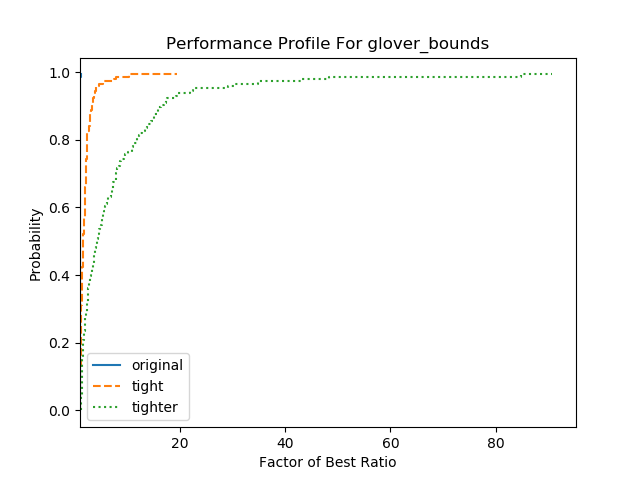 Performance Profile For glover_bounds
1.0
0.8
0.6
0.4
0.2
0.0
Probability
original
tight
tighter
20
40
60
80
Factor of Best Ratio